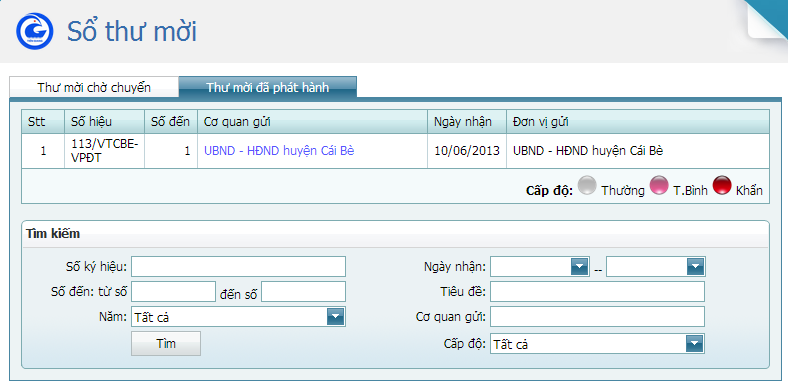 Sổ thư mời
Thư mời chờ chuyển Thư mời đã phát hành
Stt Số hiệu Số đến Cơ quan gửi Ngày nhận Đơn vị gửi
1 113/VTCBE-VPĐT 1 UBND - HĐND huyện Cái Bè 10/06/2013 UBND - HĐND huyện Cái Bè
Cấp độ: Thường T.Bình Khẩn
Tìm kiếm
Số ký hiệu: Ngày nhận: --
Số đến: từ số đến số Tiêu đề:
Năm: Tất cả Cơ quan gửi:
Tìm Cấp độ: Tất cả